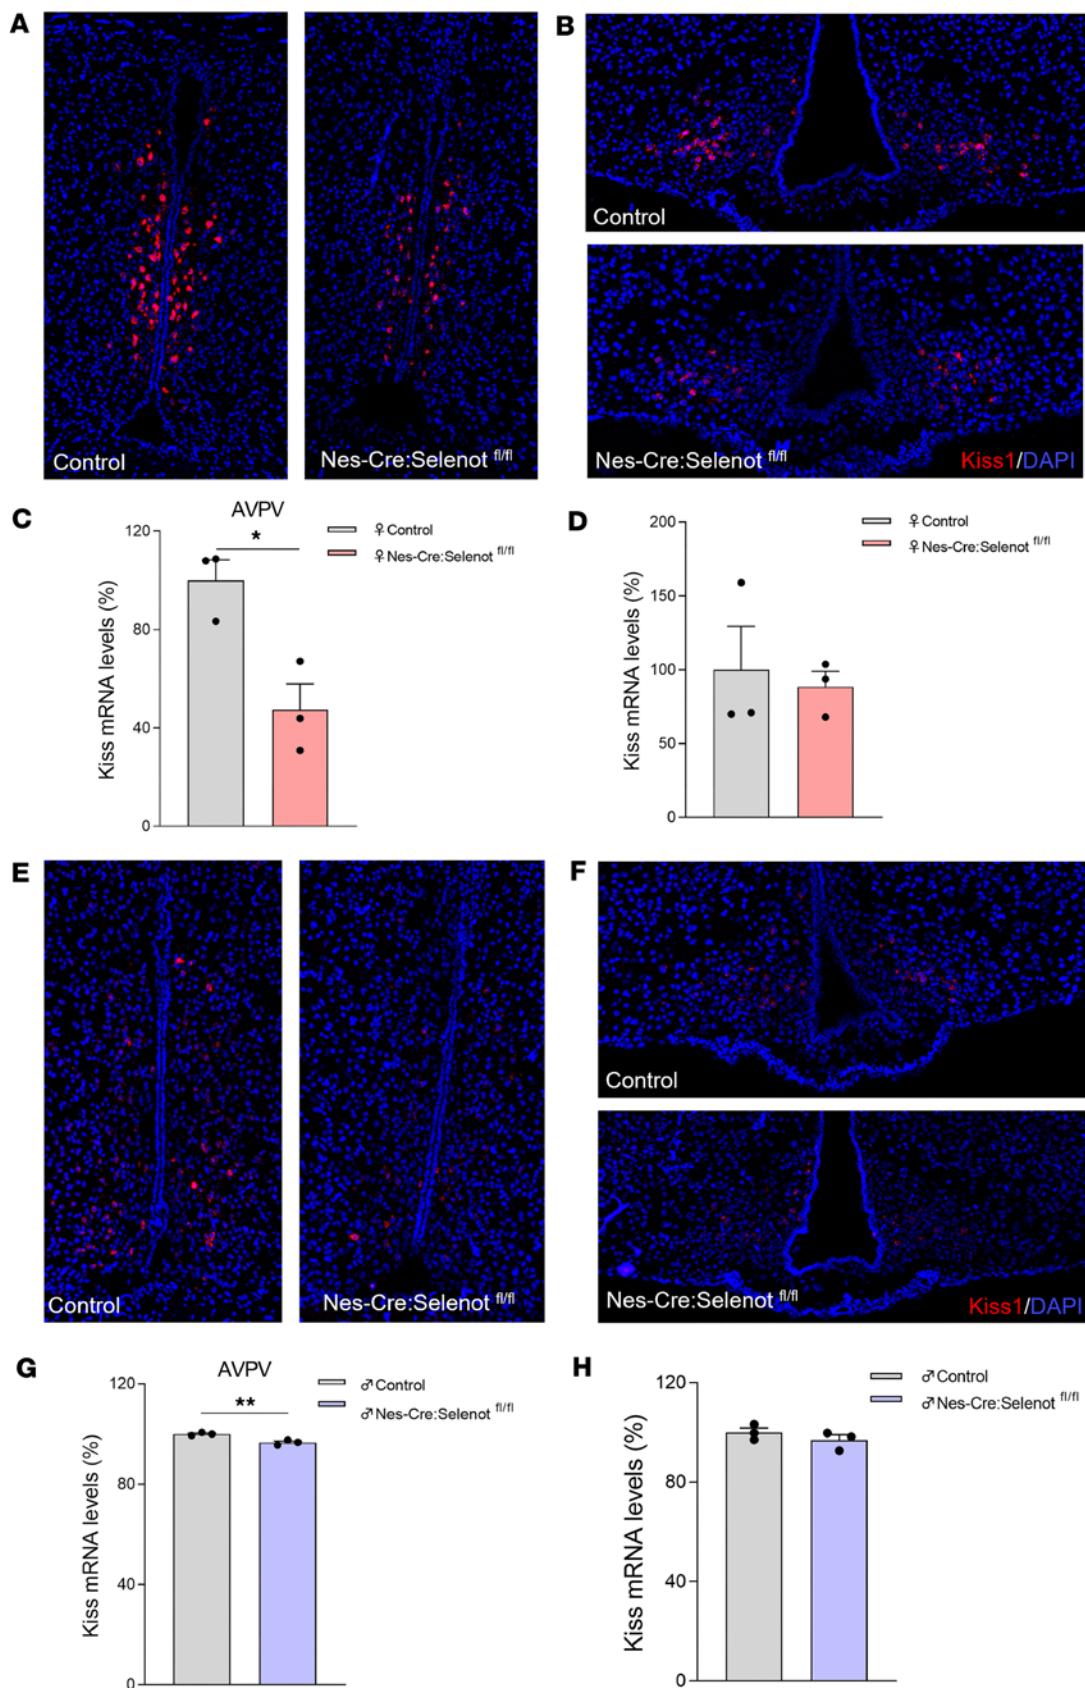 A
B
Control
Nes-Cre:Selenot fl/fl
Control
Nes-Cre:Selenot fl/fl
Kiss1/DAPI
C
AVPV
♀Control
♀Nes-Cre:Selenot fl/fl
*
Kiss mRNA levels (%)
120
80
40
0
D
♀Control
♀Nes-Cre:Selenot fl/fl
Kiss mRNA levels (%)
200
150
100
50
0
E
F
Control
Nes-Cre:Selenot fl/fl
Control
Nes-Cre:Selenot fl/fl
Kiss1/DAPI
G
AVPV
♂Control
♂Nes-Cre:Selenot fl/fl
**
Kiss mRNA levels (%)
120
80
40
0
H
♂Control
♂Nes-Cre:Selenot fl/fl
Kiss mRNA levels (%)
120
80
40
0